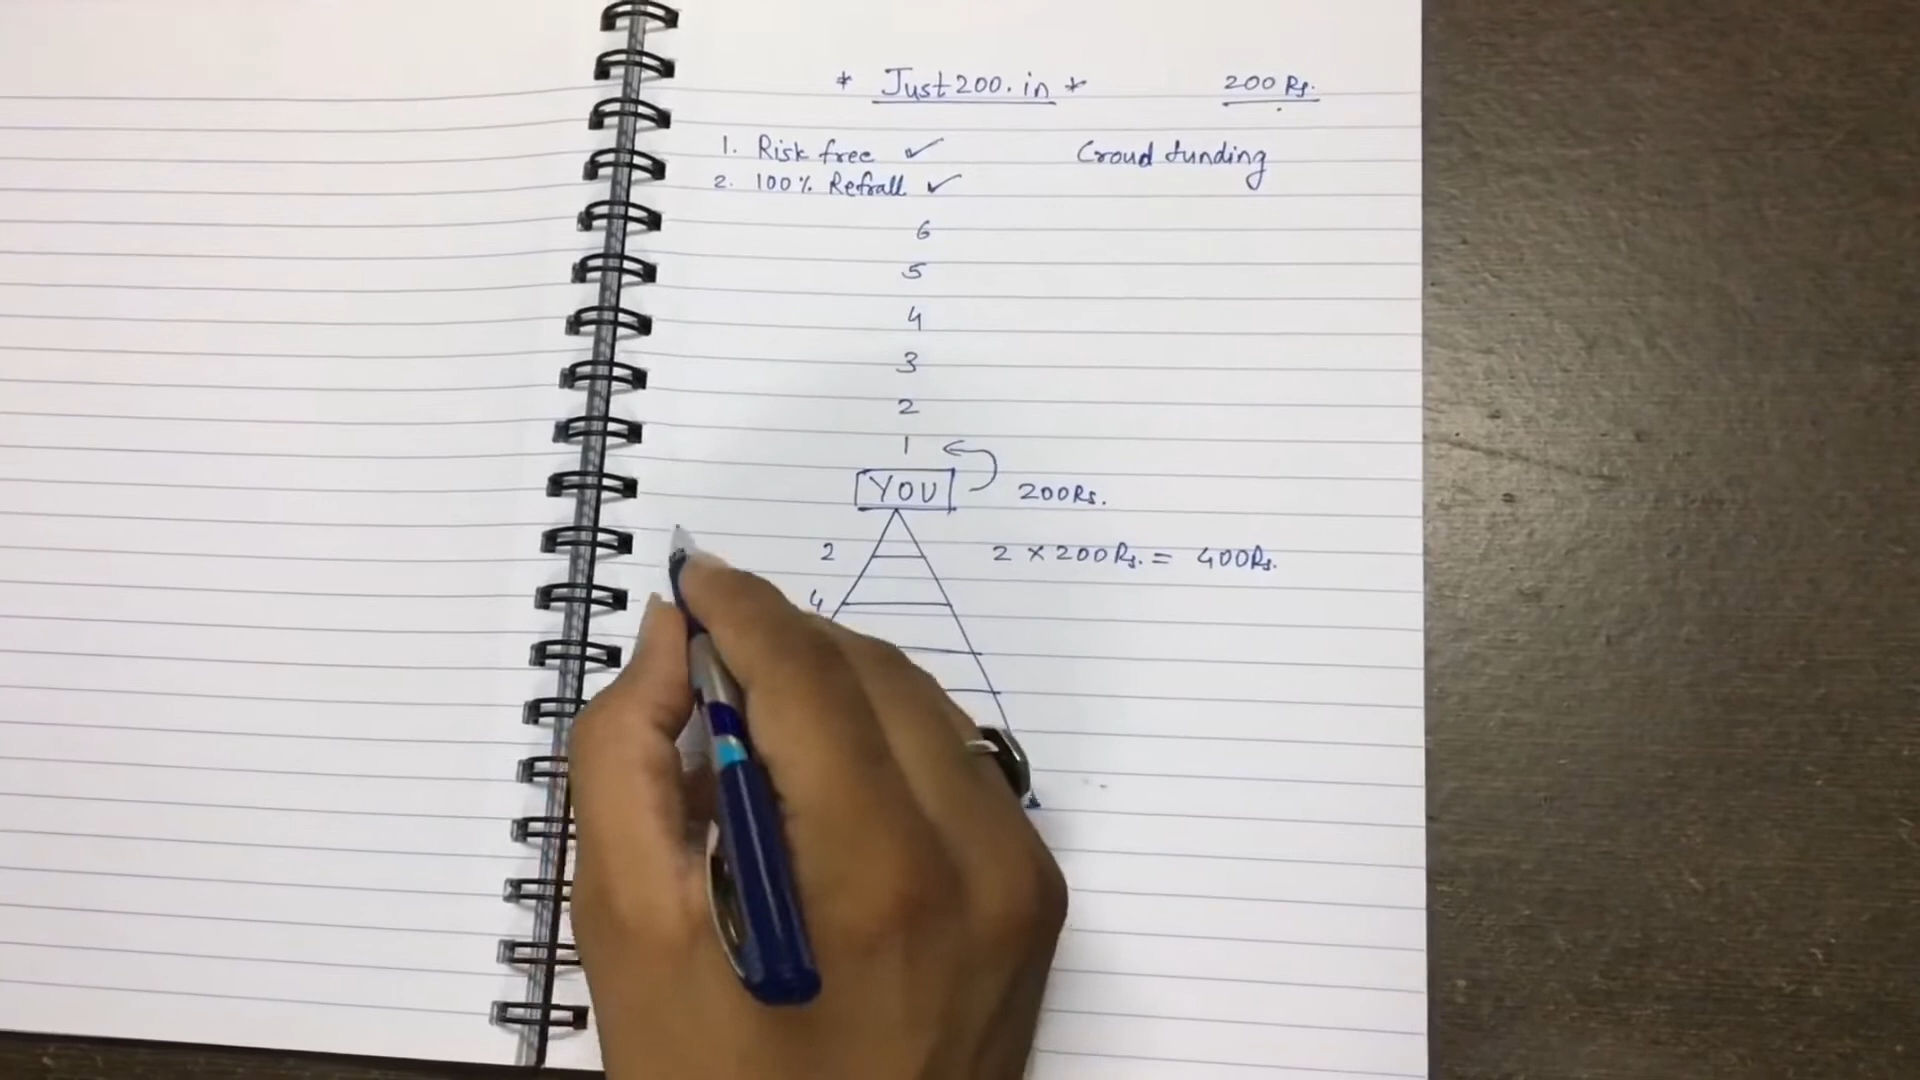 * Just200.in * 200 Rs.
1. Risk free ✓ Croud funding
2. 100% Refrall ✓
6
5
4
3
2
1
YOU 200Rs.
2 2 × 200Rs. = 400Rs.
4